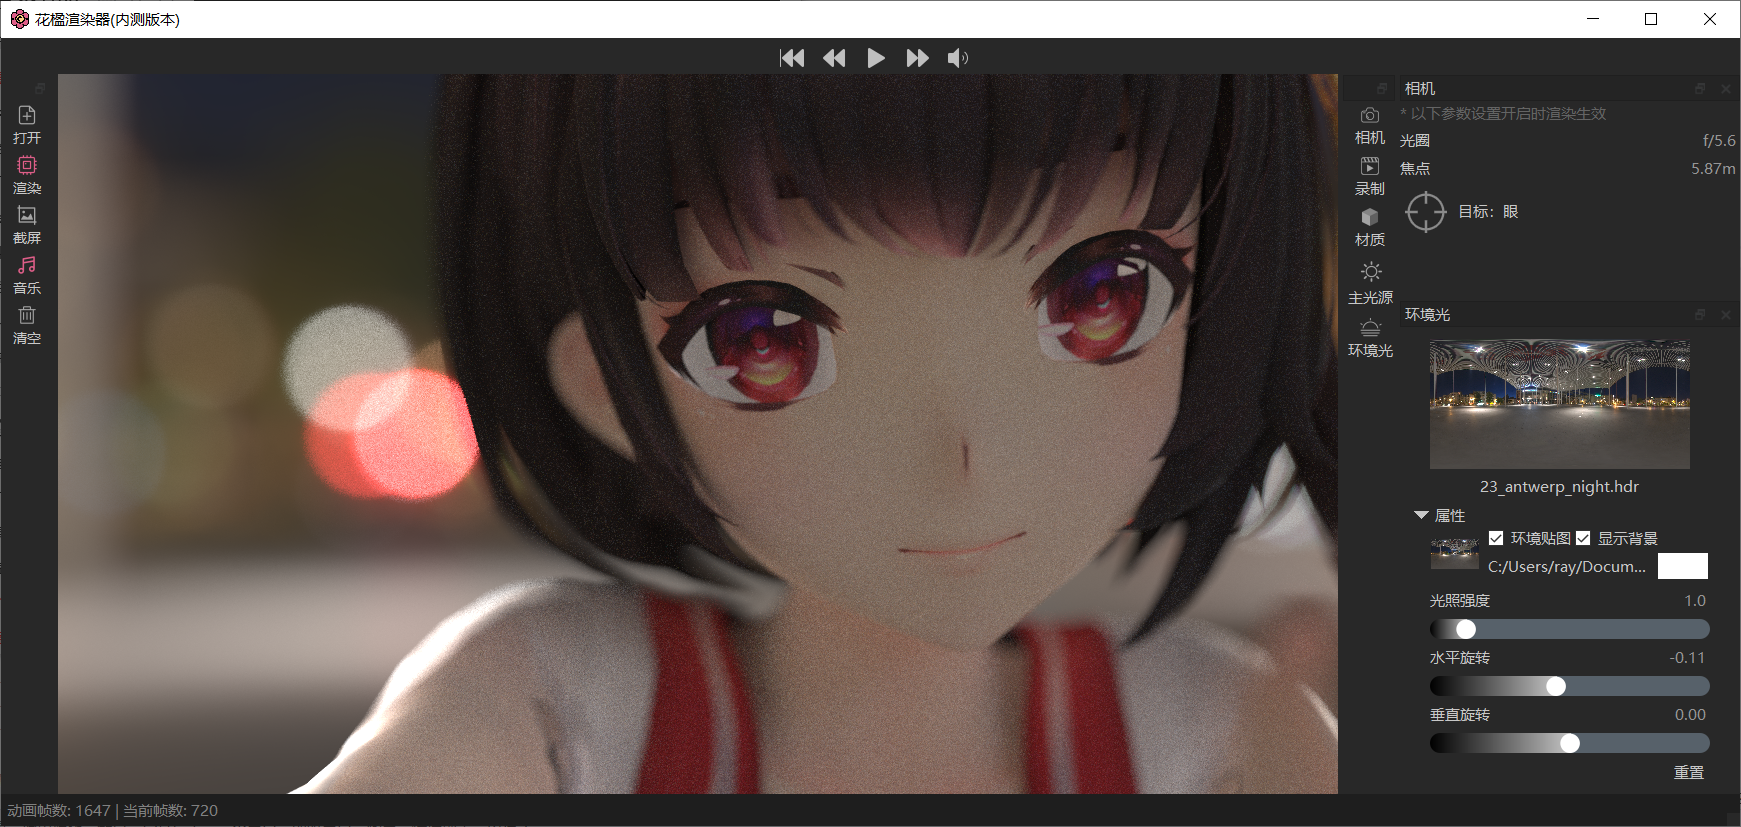 花楹渲染器(内测版本)
打开
渲染
截屏
音乐
清空
相机
录制
材质
主光源
环境光
相机
* 以下参数设置开启时渲染生效
光圈 f/5.6
焦点 5.87m
目标：眼
环境光
23_antwerp_night.hdr
属性
环境贴图 显示背景
C:/Users/ray/Docum...
光照强度 1.0
水平旋转 -0.11
垂直旋转 0.00
重置
动画帧数: 1647 | 当前帧数: 720